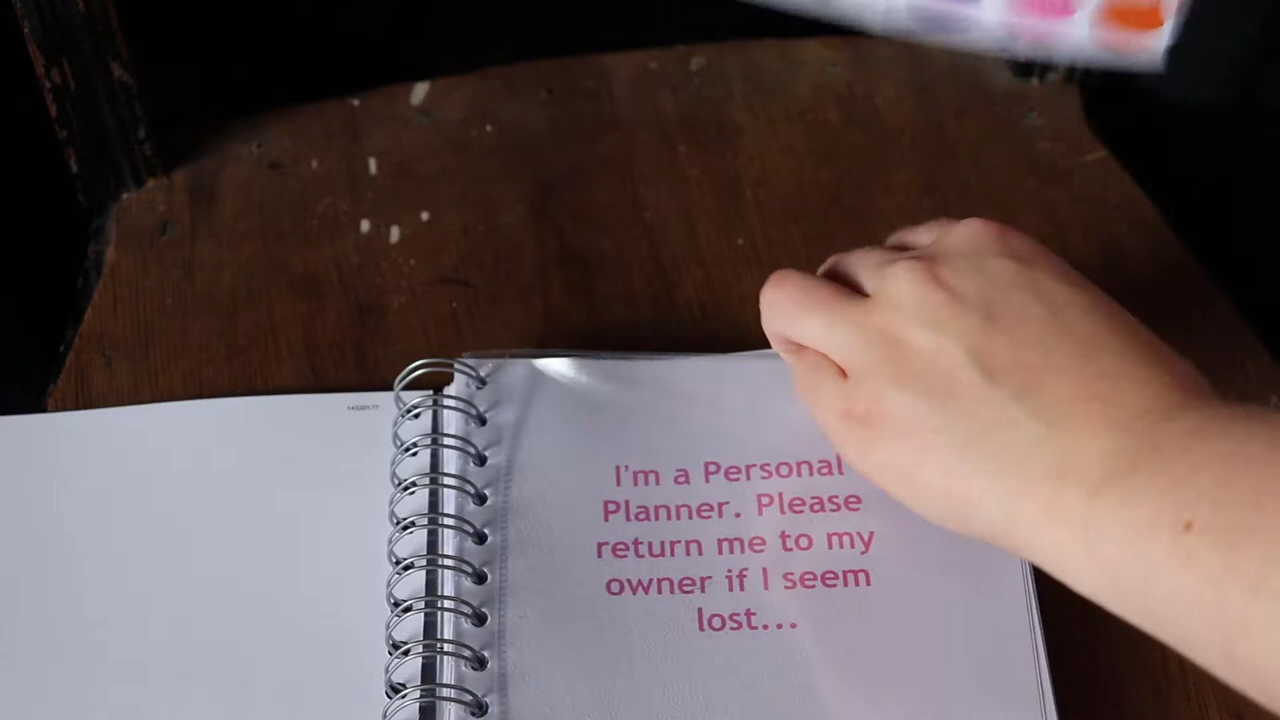 I'm a Personal
Planner. Please
return me to my
owner if I seem
lost...